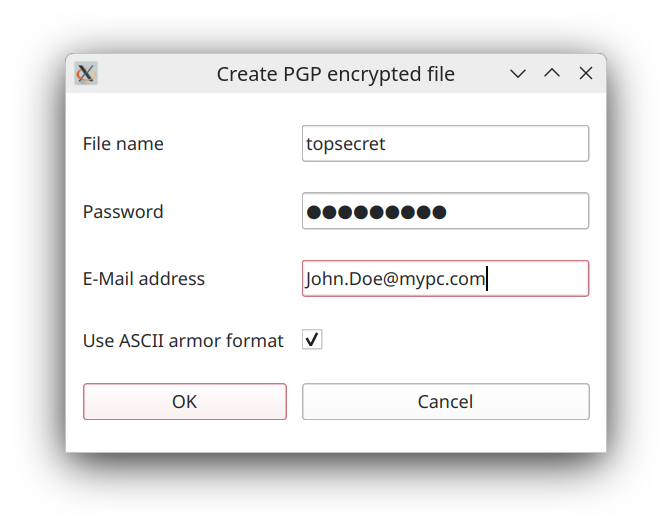 Create PGP encrypted file
File name topsecret
Password ●●●●●●●●●
E-Mail address John.Doe@mypc.com
Use ASCII armor format ✓
OK Cancel